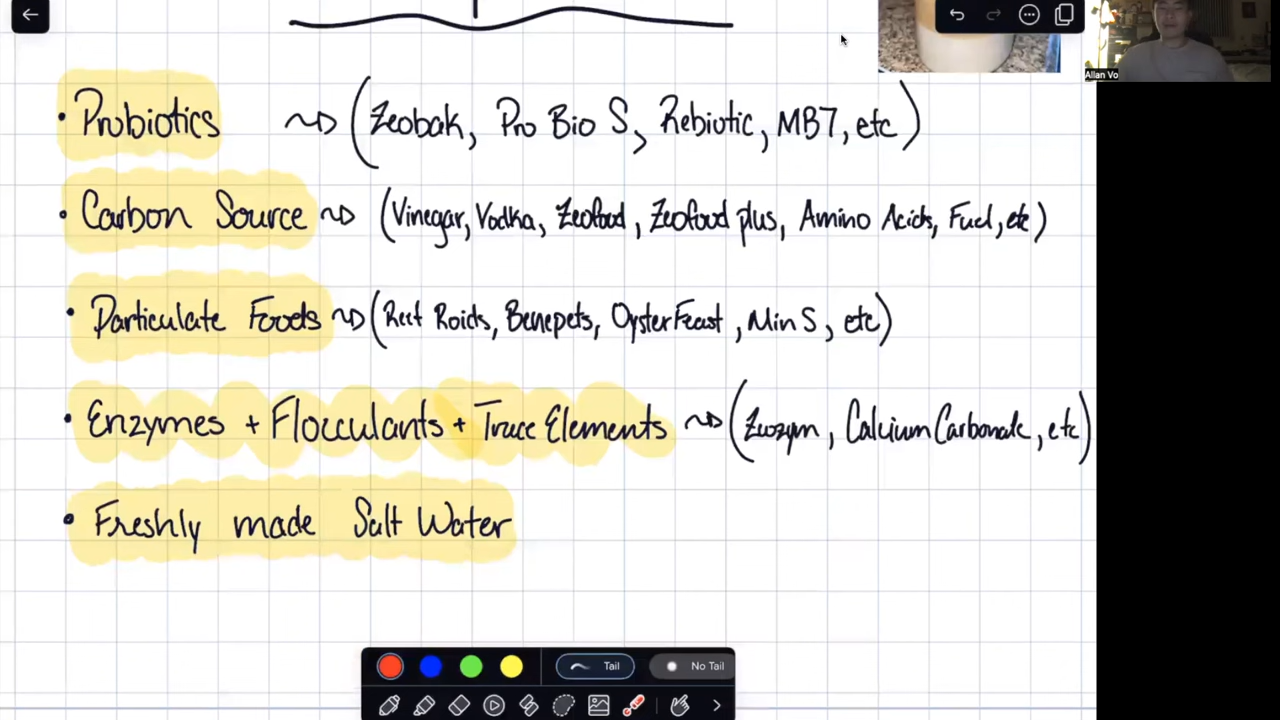 Allan Vo
• Probiotics ~> (Zeobak, Pro Bio S, Rebiotic, MB7, etc)
• Carbon Source ~> (Vinegar, Vodka, Zeofood, Zeofood plus, Amino Acids, Fuel, etc)
• Particulate Foods ~> (Reef Roids, Benepets, OysterFeast, Min S, etc)
• Enzymes + Flocculants + Trace Elements ~> (Zeozym, Calcium Carbonate, etc)
• Freshly made Salt Water
Tail No Tail